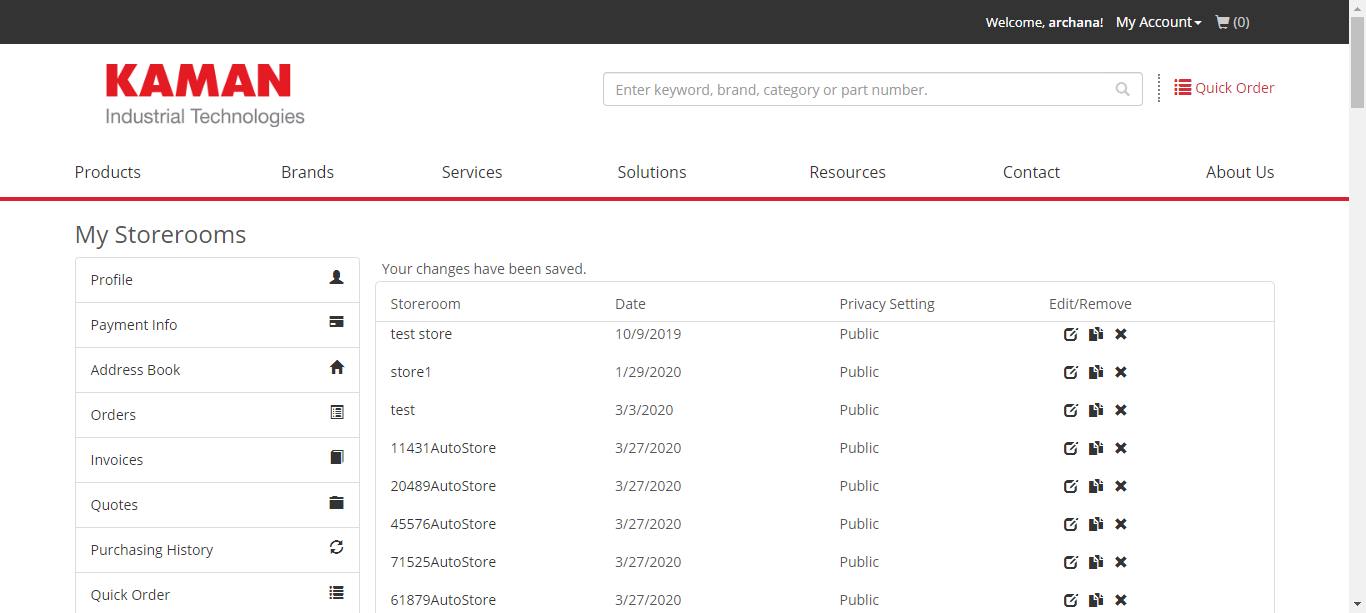 Welcome, archana! My Account (0)
KAMAN
Industrial Technologies
Enter keyword, brand, category or part number.
Quick Order
Products Brands Services Solutions Resources Contact About Us
My Storerooms
Profile
Payment Info
Address Book
Orders
Invoices
Quotes
Purchasing History
Quick Order
Your changes have been saved.
Storeroom Date Privacy Setting Edit/Remove
test store 10/9/2019 Public
store1 1/29/2020 Public
test 3/3/2020 Public
11431AutoStore 3/27/2020 Public
20489AutoStore 3/27/2020 Public
45576AutoStore 3/27/2020 Public
71525AutoStore 3/27/2020 Public
61879AutoStore 3/27/2020 Public